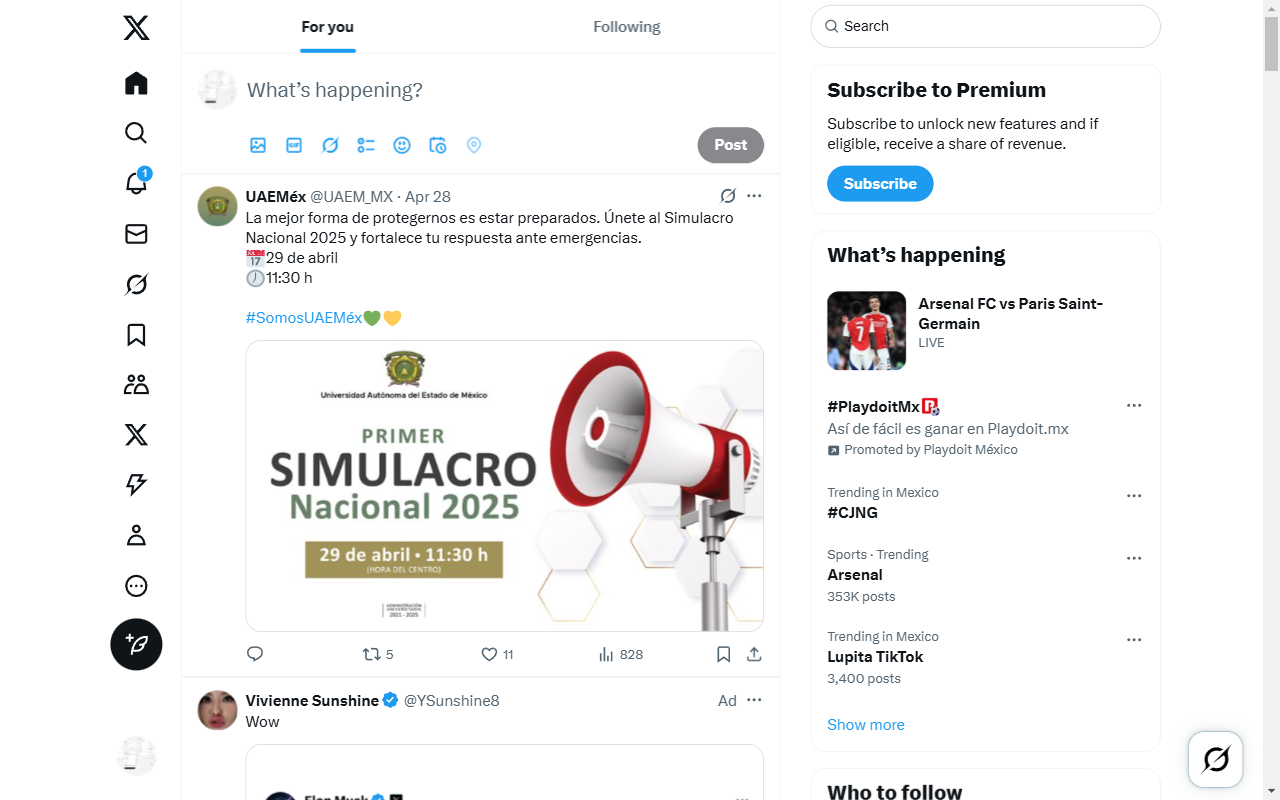 For you
Following
What's happening?
GIF
Post
1
UAEMéx @UAEM_MX · Apr 28
La mejor forma de protegernos es estar preparados. Únete al Simulacro
Nacional 2025 y fortalece tu respuesta ante emergencias.
📅29 de abril
🕖11:30 h
#SomosUAEMéx💚💛
Universidad Autónoma del Estado de México
PRIMER
SIMULACRO
Nacional 2025
29 de abril • 11:30 h
(HORA DEL CENTRO)
ADMINISTRACIÓN
UNIVERSITARIA
2021 - 2025
5
11
828
Vivienne Sunshine @YSunshine8
Ad
Wow
Elon Musk
Search
Subscribe to Premium
Subscribe to unlock new features and if
eligible, receive a share of revenue.
Subscribe
What's happening
Arsenal FC vs Paris Saint-
Germain
LIVE
#PlaydoitMx
Así de fácil es ganar en Playdoit.mx
Promoted by Playdoit México
Trending in Mexico
#CJNG
Sports · Trending
Arsenal
353K posts
Trending in Mexico
Lupita TikTok
3,400 posts
Show more
Who to follow